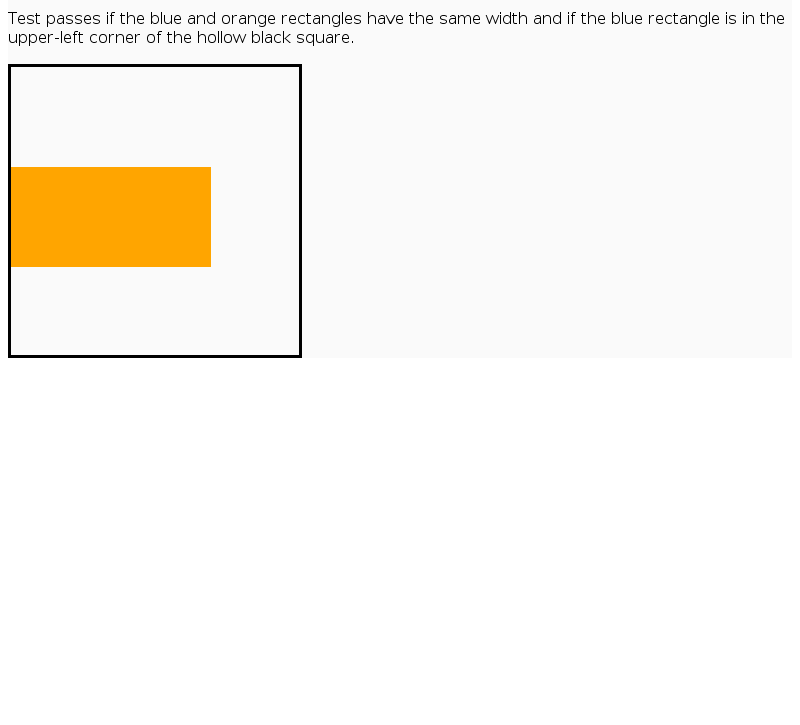 Test passes if the blue and orange rectangles have the same width and if the blue rectangle is in the
upper-left corner of the hollow black square.